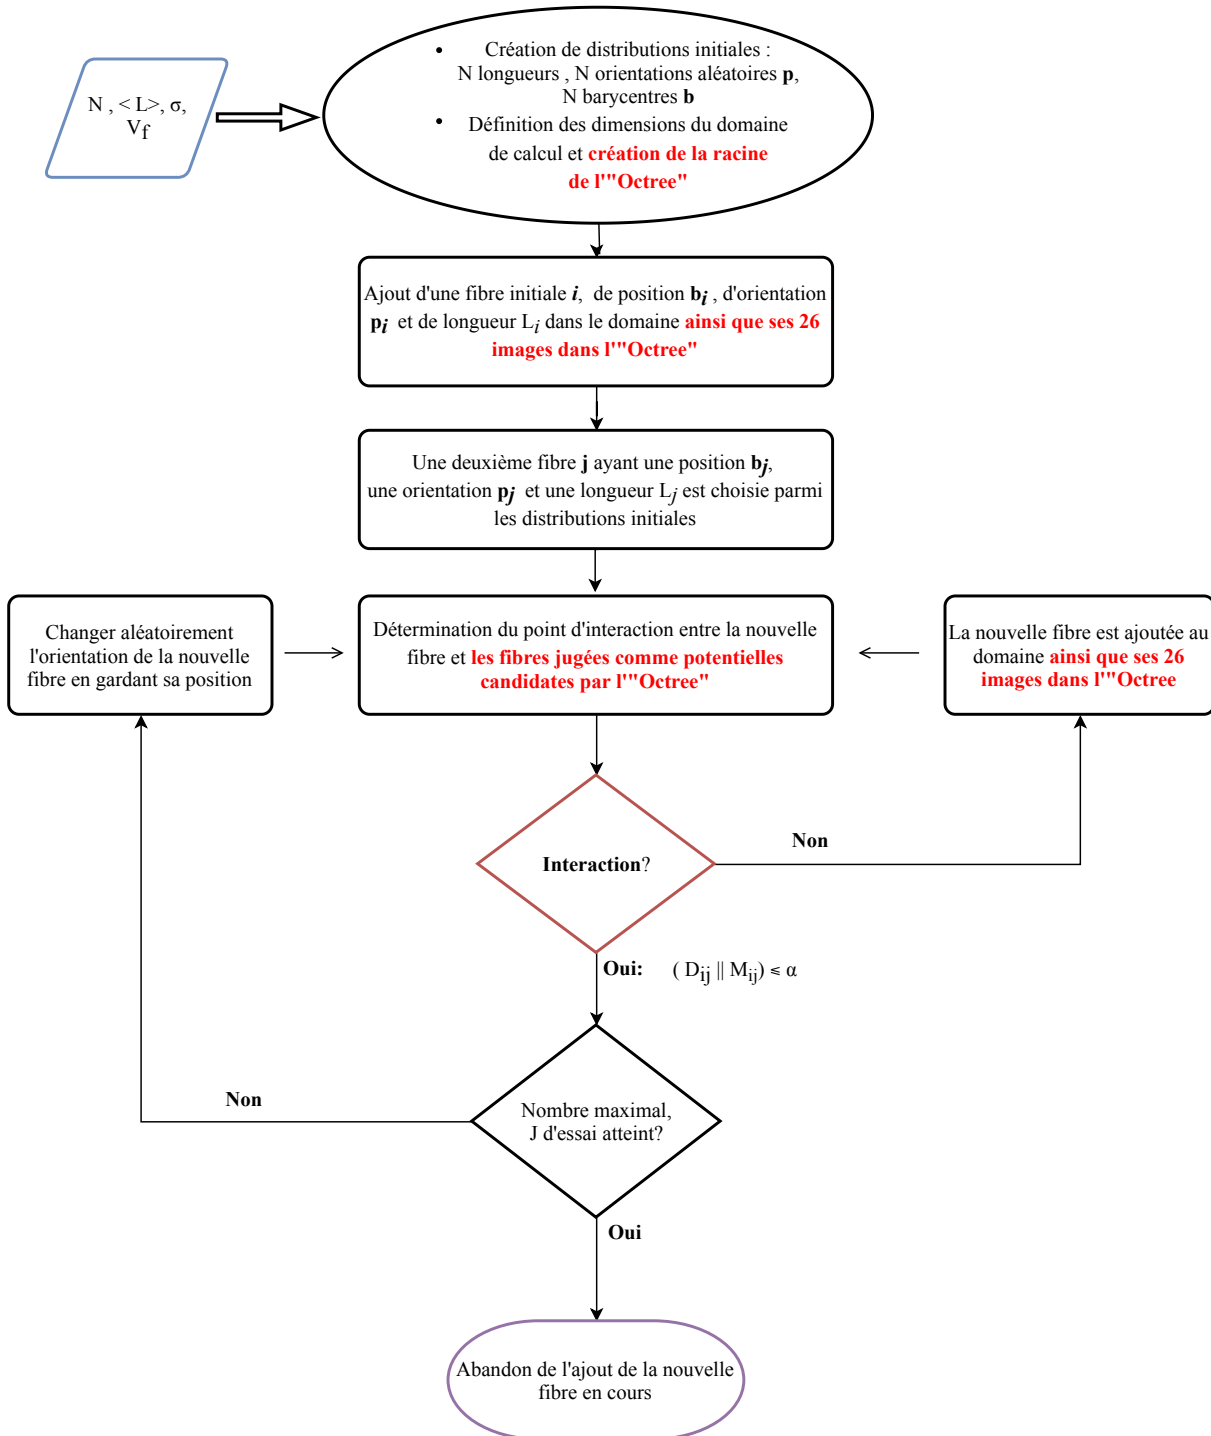 N , < L>, σ,
Vf
• Création de distributions initiales :
N longueurs , N orientations aléatoires p,
N barycentres b
• Définition des dimensions du domaine
de calcul et création de la racine
de l'"Octree"
Ajout d'une fibre initiale i, de position bi , d'orientation
pi et de longueur Li dans le domaine ainsi que ses 26
images dans l'"Octree"
Une deuxième fibre j ayant une position bj,
une orientation pj et une longueur Lj est choisie parmi
les distributions initiales
Changer aléatoirement
l'orientation de la nouvelle
fibre en gardant sa position
Détermination du point d'interaction entre la nouvelle
fibre et les fibres jugées comme potentielles
candidates par l'"Octree"
La nouvelle fibre est ajoutée au
domaine ainsi que ses 26
images dans l'"Octree
Interaction?
Non
Oui: ( Dij || Mij) ⩽ α
Non
Nombre maximal,
J d'essai atteint?
Oui
Abandon de l'ajout de la nouvelle
fibre en cours